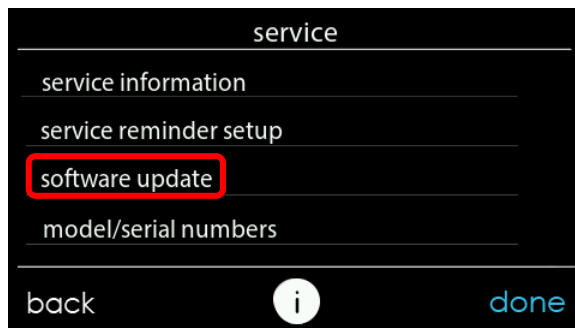 service
service information
service reminder setup
software update
model/serial numbers
back i done